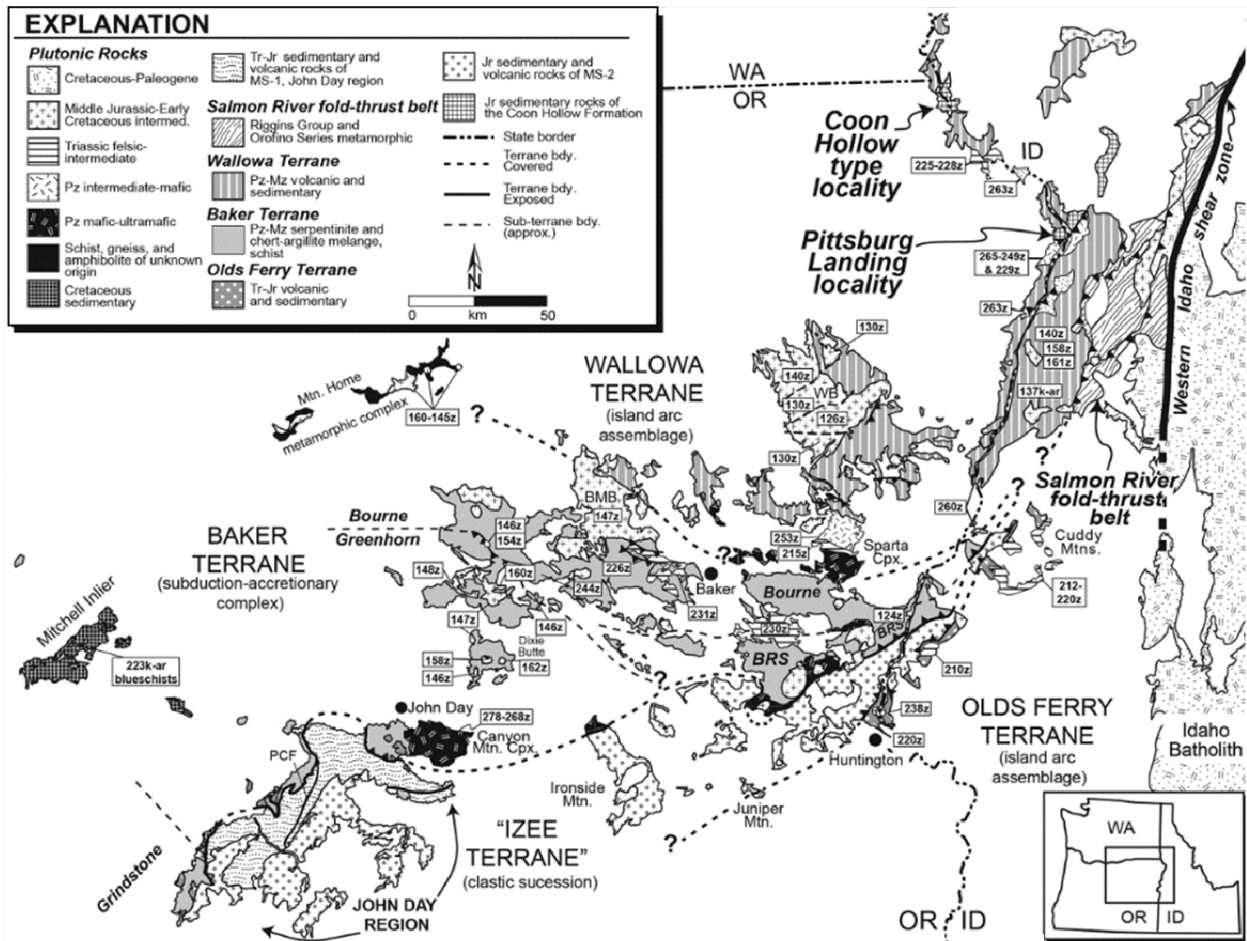 EXPLANATION
Plutonic Rocks
Cretaceous-Paleogene
Middle Jurassic-Early
Cretaceous intermed.
Triassic felsic-
intermediate
Pz intermediate-mafic
Pz mafic-ultramafic
Schist, gneiss, and
amphibolite of unknown
origin
Cretaceous
sedimentary
Tr-Jr sedimentary and
volcanic rocks of
MS-1, John Day region
Salmon River fold-thrust belt
Riggins Group and
Orofino Series metamorphic
Wallowa Terrane
Pz-Mz volcanic and
sedimentary
Baker Terrane
Pz-Mz serpentinite and
chert-argillite melange,
schist
Olds Ferry Terrane
Tr-Jr volcanic
and sedimentary
Jr sedimentary and
volcanic rocks of MS-2
Jr sedimentary rocks of
the Coon Hollow Formation
State border
Terrane bdy.
Covered
Terrane bdy.
Exposed
Sub-terrane bdy.
(approx.)
N
0 50
km
WA
OR
Coon
Hollow
type
locality
ID
225-228z
263z
Pittsburg
Landing
locality
265-249z
& 229z
263z
140z
158z
161z
137k-ar
Western Idaho shear zone
Salmon River
fold-thrust
belt
?
?
WALLOWA
TERRANE
(island arc
assemblage)
130z
140z
WB
130z
126z
130z
Mtn. Home
metamorphic complex
160-145z
?
BMB
147z
260z
Cuddy
Mtns.
212-
220z
Bourne
Greenhorn
146z
154z
BAKER
TERRANE
(subduction-accretionary
complex)
148z
160z
226z
244z
231z
Baker
253z
215z
?
Sparta
Cpx.
Bourne
124z
BRS
230z
BRS
147z
146z
Dixie
Butte
158z
162z
146z
?
210z
238z
220z
Huntington
OLDS FERRY
TERRANE
(island arc
assemblage)
Idaho
Batholith
Mitchell Inlier
223k-ar
blueschists
John Day
278-268z
Canyon
Mtn. Cpx.
PCF
Ironside
Mtn.
Juniper
Mtn.
?
Grindstone
"IZEE
TERRANE"
(clastic sucession)
JOHN DAY
REGION
OR
ID
WA
OR
ID